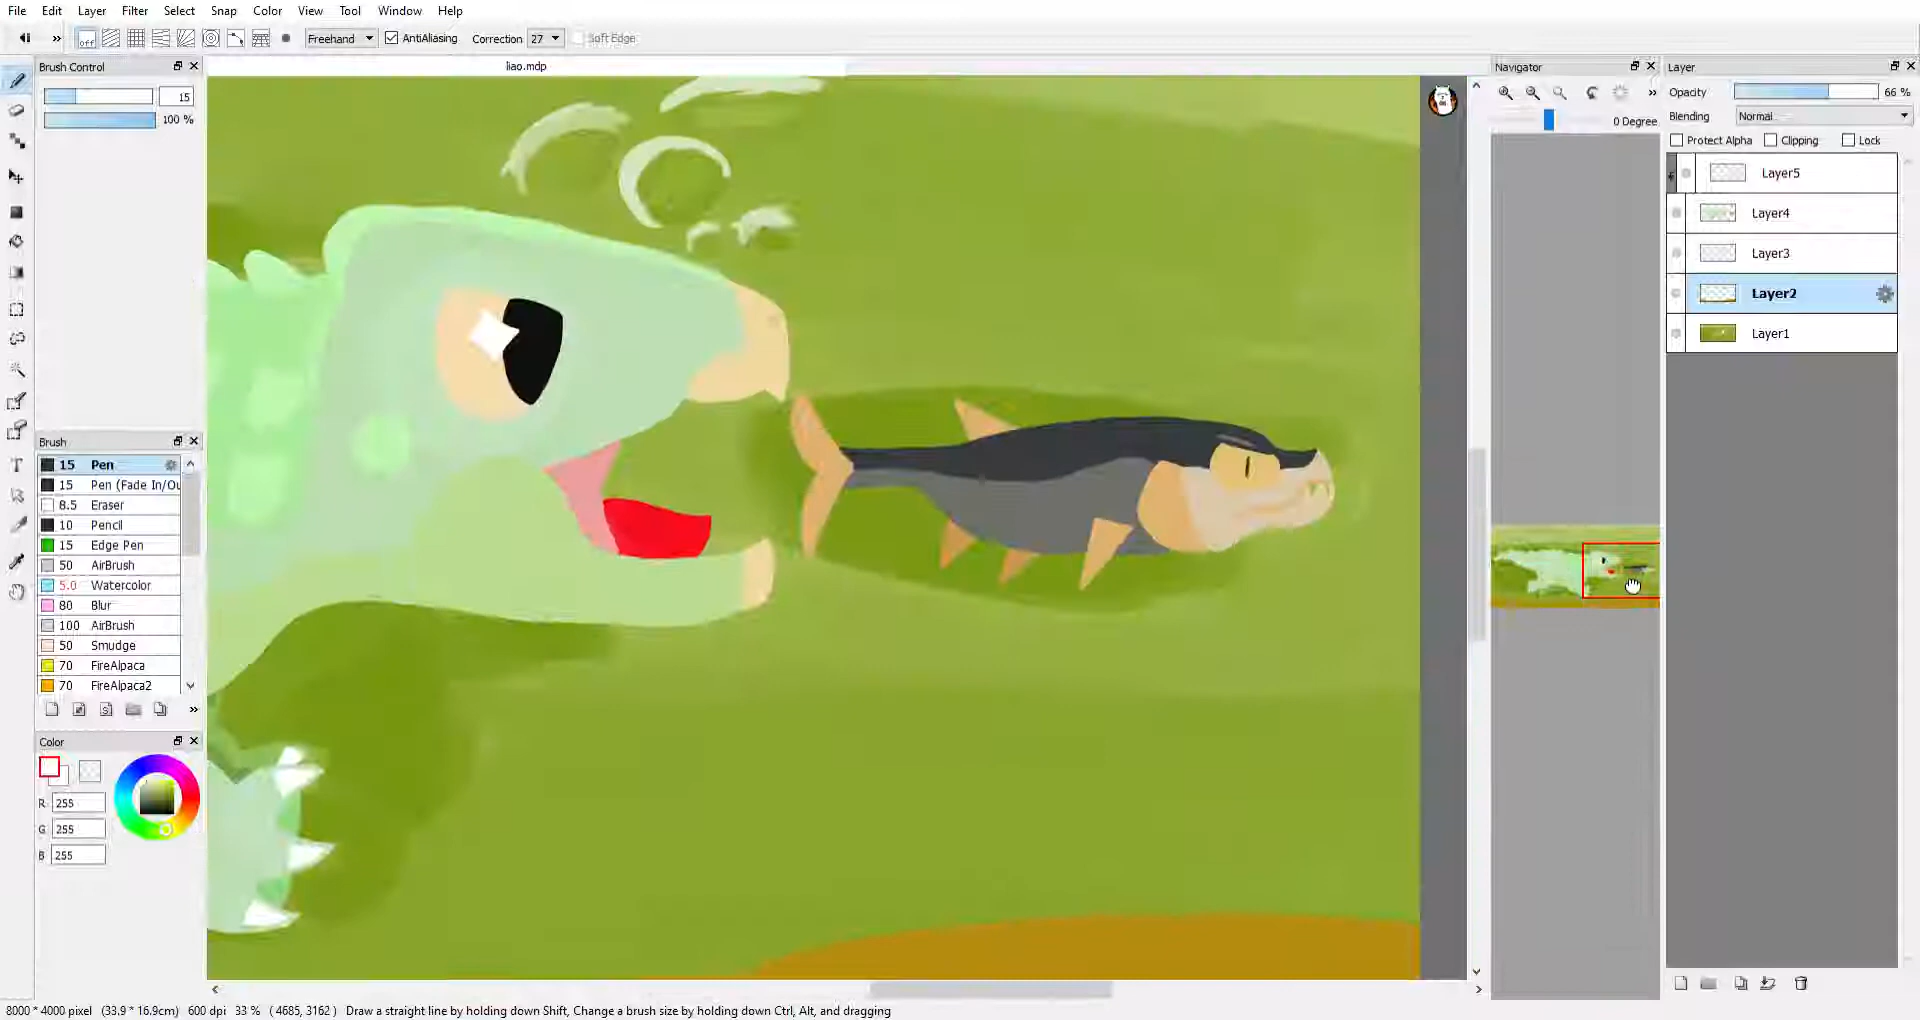 File Edit Layer Filter Select Snap Color View Tool Window Help
off Freehand AntiAliasing Correction 27 Soft Edge
Brush Control
liao.mdp
Navigator
Layer
15
Opacity 66 %
100 %
Blending Normal
0 Degree
Protect Alpha Clipping Lock
Layer5
Layer4
Layer3
Layer2
Layer1
Brush
15 Pen
15 Pen (Fade In/Ou
8.5 Eraser
10 Pencil
15 Edge Pen
50 AirBrush
5.0 Watercolor
80 Blur
100 AirBrush
50 Smudge
70 FireAlpaca
70 FireAlpaca2
Color
R 255
G 255
B 255
8000 * 4000 pixel (33.9 * 16.9cm) 600 dpi 33 % ( 4685, 3162 ) Draw a straight line by holding down Shift, Change a brush size by holding down Ctrl, Alt, and dragging